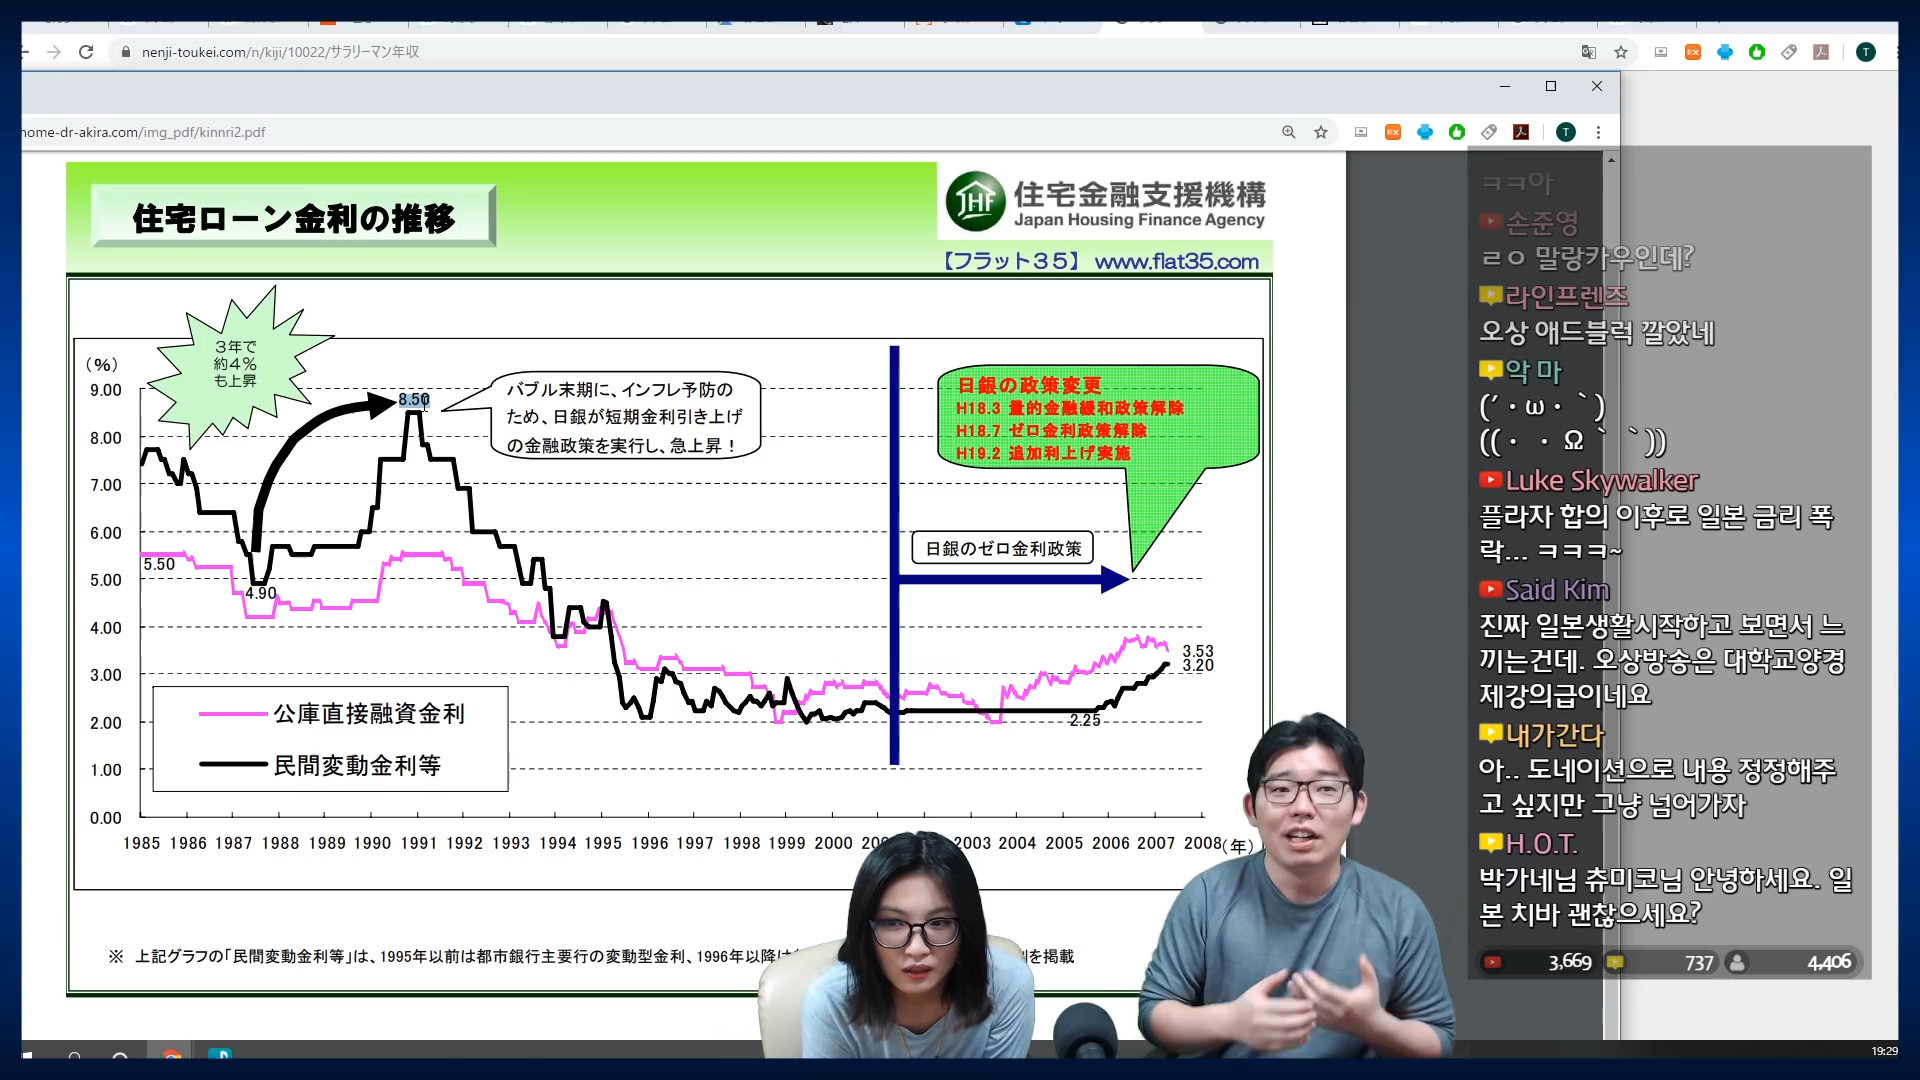 nenji-toukei.com/n/kiji/10022/サラリーマン年収
T
home-dr-akira.com/img_pdf/kinnri2.pdf
T
住宅ローン金利の推移
JHF
住宅金融支援機構
Japan Housing Finance Agency
【フラット35】 www.flat35.com
3年で
約4%
も上昇
(%)
9.00
8.00
7.00
6.00
5.00
4.00
3.00
2.00
1.00
0.00
8.50
バブル末期に、インフレ予防の
ため、日銀が短期金利引き上げ
の金融政策を実行し、急上昇！
日銀の政策変更
H18.3 量的金融緩和政策解除
H18.7 ゼロ金利政策解除
H19.2 追加利上げ実施
日銀のゼロ金利政策
5.50
4.90
3.53
3.20
2.25
公庫直接融資金利
民間変動金利等
1985 1986 1987 1988 1989 1990 1991 1992 1993 1994 1995 1996 1997 1998 1999 2000 2003 2004 2005 2006 2007 2008(年)
※ 上記グラフの「民間変動金利等」は、1995年以前は都市銀行主要行の変動型金利、1996年以降は
を掲載
ㅋㅋ아
손준영
ㄹㅇ 말랑카우인데?
라인프렌즈
오상 애드블럭 깔았네
악 마
(´・ω・`)
((・ ・ Ω ` `))
Luke Skywalker
플라자 합의 이후로 일본 금리 폭
락... ㅋㅋㅋ~
Said Kim
진짜 일본생활시작하고 보면서 느
끼는건데. 오상방송은 대학교양경
제강의급이네요
내가간다
아.. 도네이션으로 내용 정정해주
고 싶지만 그냥 넘어가자
H.O.T.
박가네님 츄미코님 안녕하세요. 일
본 치바 괜찮으세요?
3,669 737 4,406
19:29